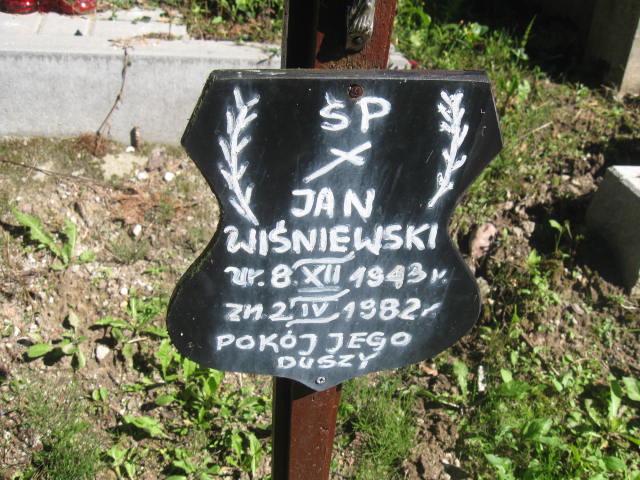 ŚP
JAN
WIŚNIEWSKI
ur. 8 XII 1943 r.
zm. 2 IV 1982 r.
POKÓJ JEGO
DUSZY